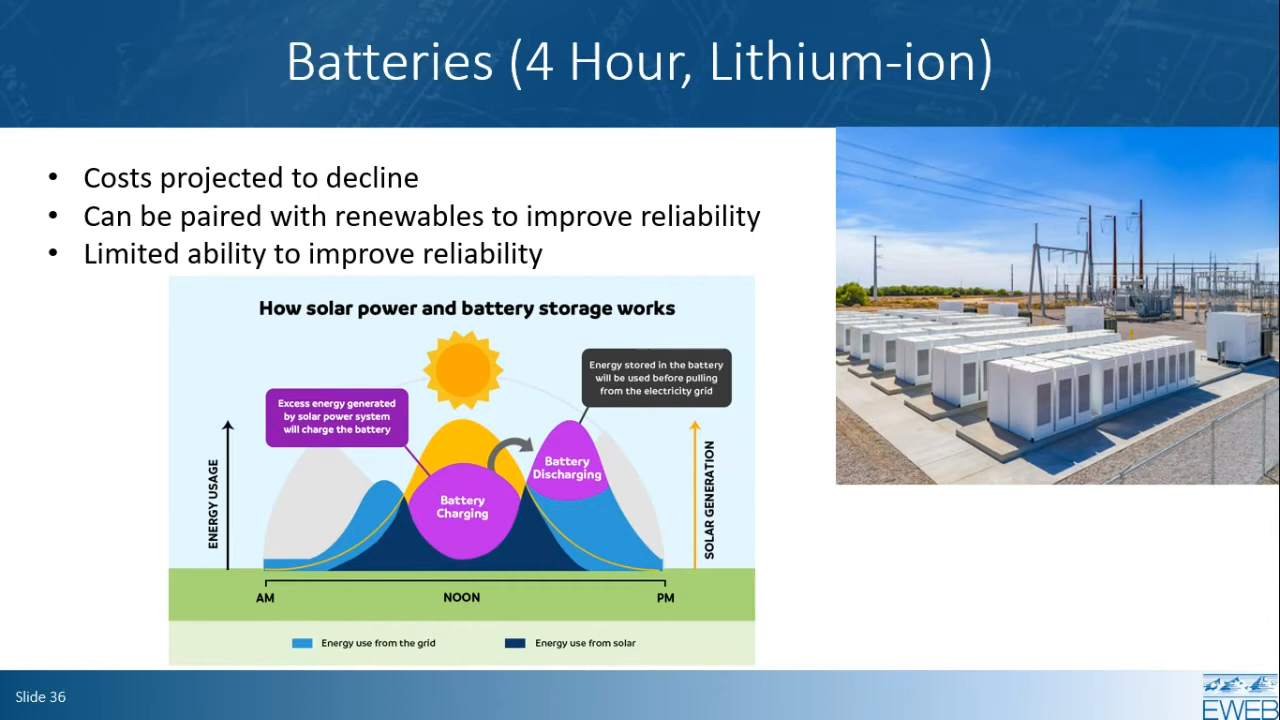 Batteries (4 Hour, Lithium-ion)
• Costs projected to decline
• Can be paired with renewables to improve reliability
• Limited ability to improve reliability
How solar power and battery storage works
Excess energy generated
by solar power system
will charge the battery
Energy stored in the battery
will be used before pulling
from the electricity grid
ENERGY USAGE
Battery
Charging
Battery
Discharging
SOLAR GENERATION
AM
NOON
PM
Energy use from the grid
Energy use from solar
Slide 36
EWEB